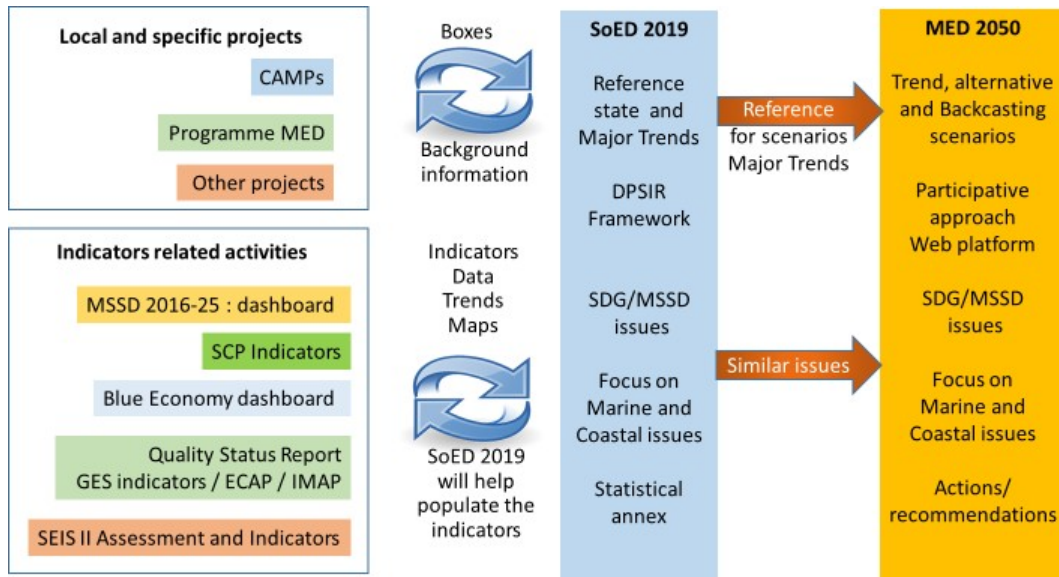 Local and specific projects
CAMPs
Programme MED
Other projects
Indicators related activities
MSSD 2016-25 : dashboard
SCP Indicators
Blue Economy dashboard
Quality Status Report
GES indicators / ECAP / IMAP
SEIS II Assessment and Indicators
Boxes
Background
information
Indicators
Data
Trends
Maps
SoED 2019
will help
populate the
indicators
SoED 2019
Reference
state and
Major Trends
DPSIR
Framework
SDG/MSSD
issues
Focus on
Marine and
Coastal issues
Statistical
annex
Reference
for scenarios
Major Trends
Similar issues
MED 2050
Trend, alternative
and Backcasting
scenarios
Participative
approach
Web platform
SDG/MSSD
issues
Focus on
Marine and
Coastal issues
Actions/
recommendations